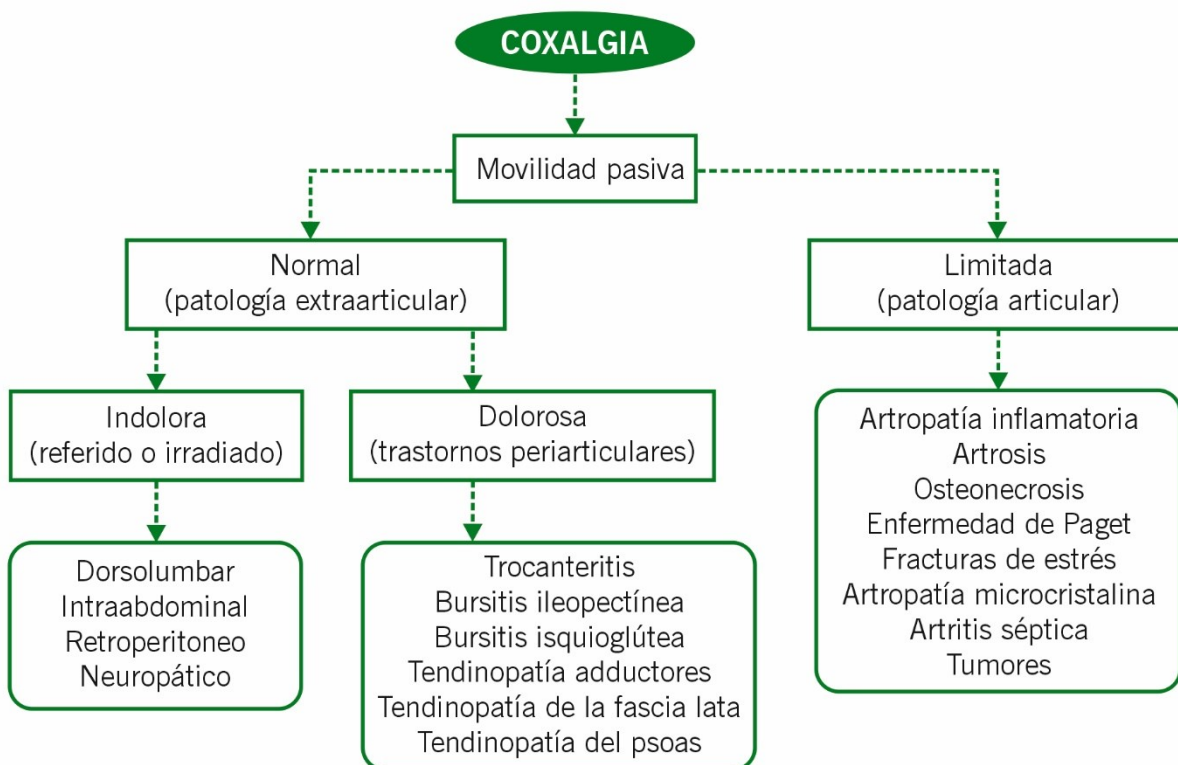 COXALGIA
Movilidad pasiva
Normal
(patología extraarticular)
Limitada
(patología articular)
Indolora
(referido o irradiado)
Dolorosa
(trastornos periarticulares)
Dorsolumbar
Intraabdominal
Retroperitoneo
Neuropático
Trocanteritis
Bursitis ileopectínea
Bursitis isquioglútea
Tendinopatía adductores
Tendinopatía de la fascia lata
Tendinopatía del psoas
Artropatía inflamatoria
Artrosis
Osteonecrosis
Enfermedad de Paget
Fracturas de estrés
Artropatía microcristalina
Artritis séptica
Tumores